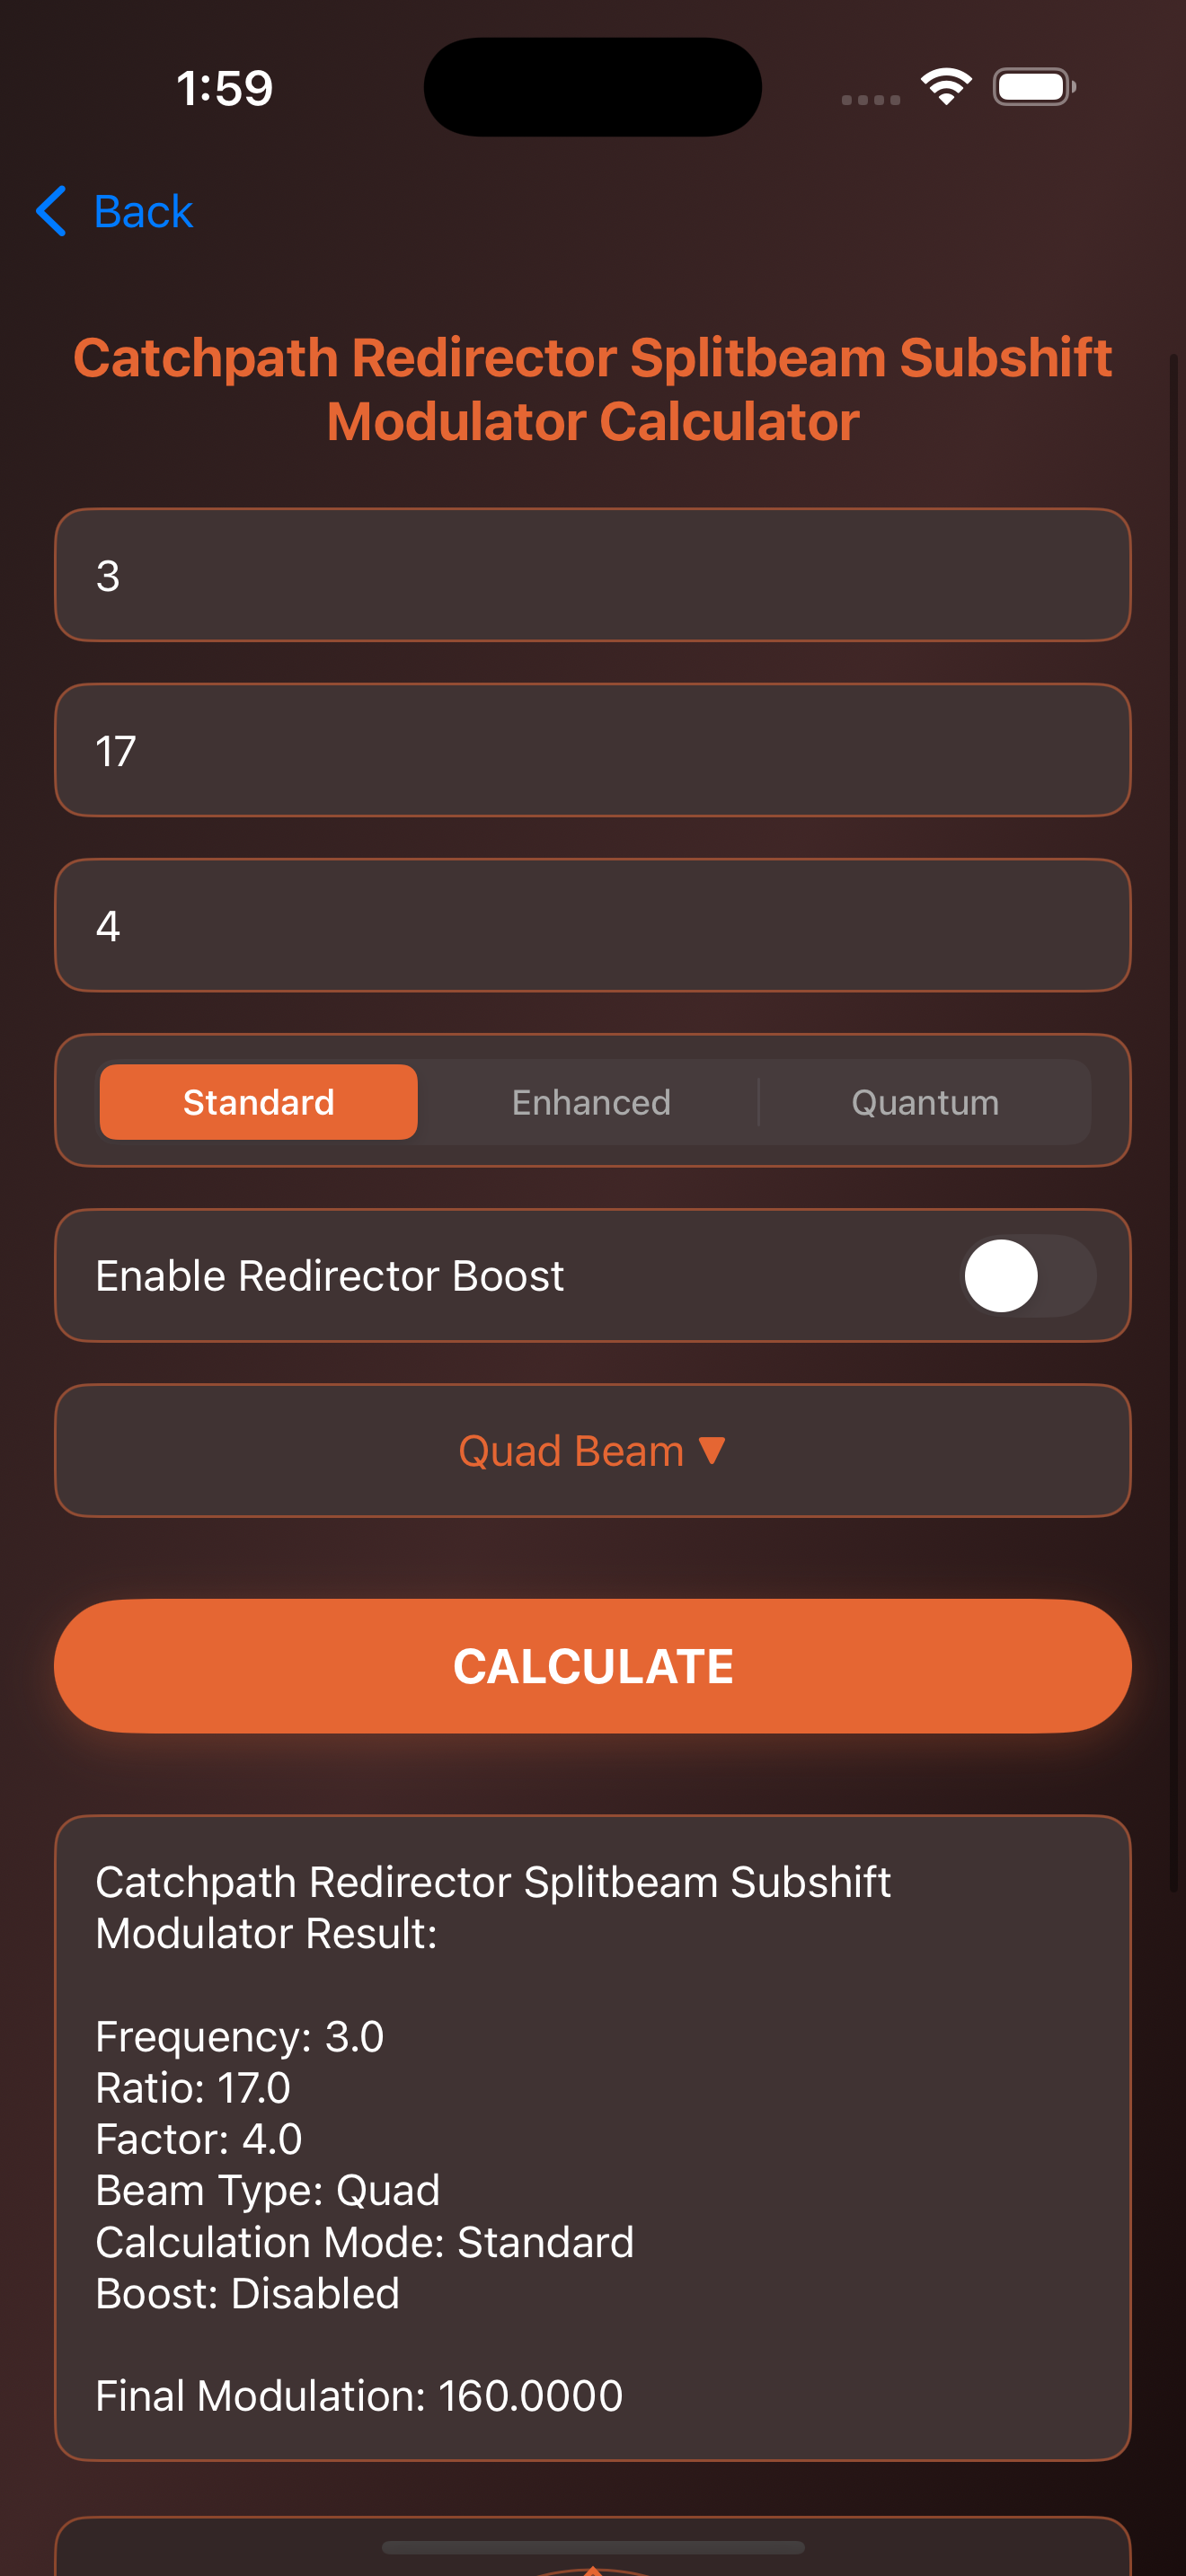 1:59
Back
Catchpath Redirector Splitbeam Subshift
Modulator Calculator
3
17
4
Standard
Enhanced
Quantum
Enable Redirector Boost
Quad Beam
CALCULATE
Catchpath Redirector Splitbeam Subshift
Modulator Result:
Frequency: 3.0
Ratio: 17.0
Factor: 4.0
Beam Type: Quad
Calculation Mode: Standard
Boost: Disabled
Final Modulation: 160.0000